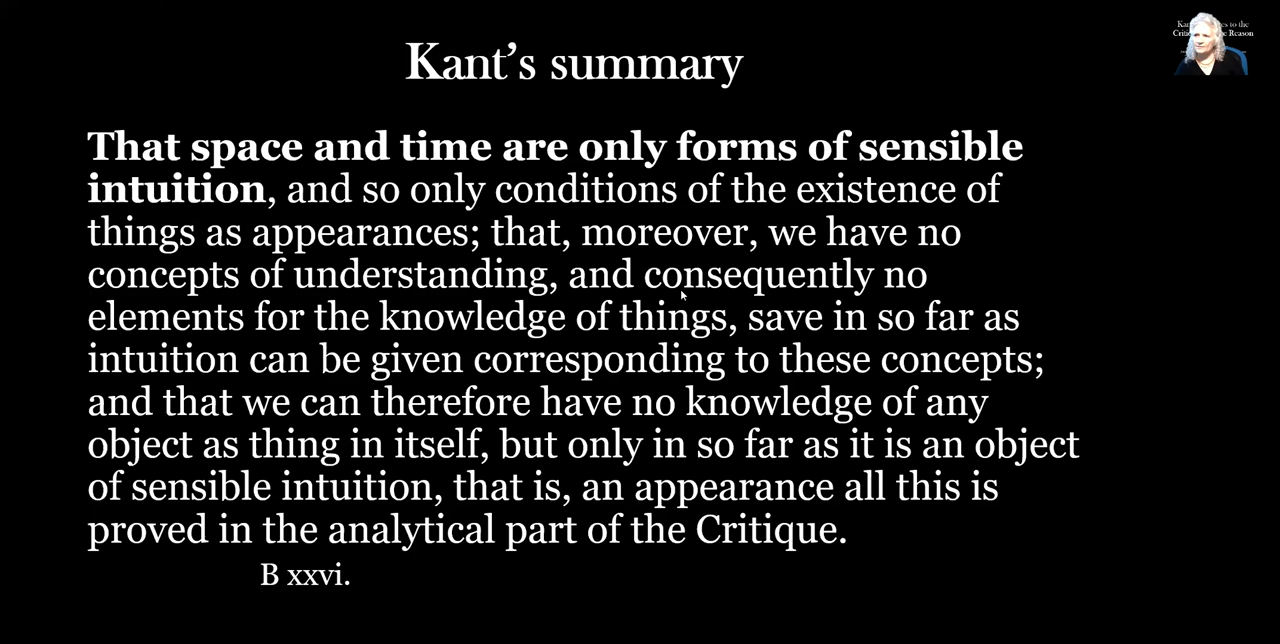 Kant's summary
That space and time are only forms of sensible
intuition, and so only conditions of the existence of
things as appearances; that, moreover, we have no
concepts of understanding, and consequently no
elements for the knowledge of things, save in so far as
intuition can be given corresponding to these concepts;
and that we can therefore have no knowledge of any
object as thing in itself, but only in so far as it is an object
of sensible intuition, that is, an appearance all this is
proved in the analytical part of the Critique.
B xxvi.
to the
Reason